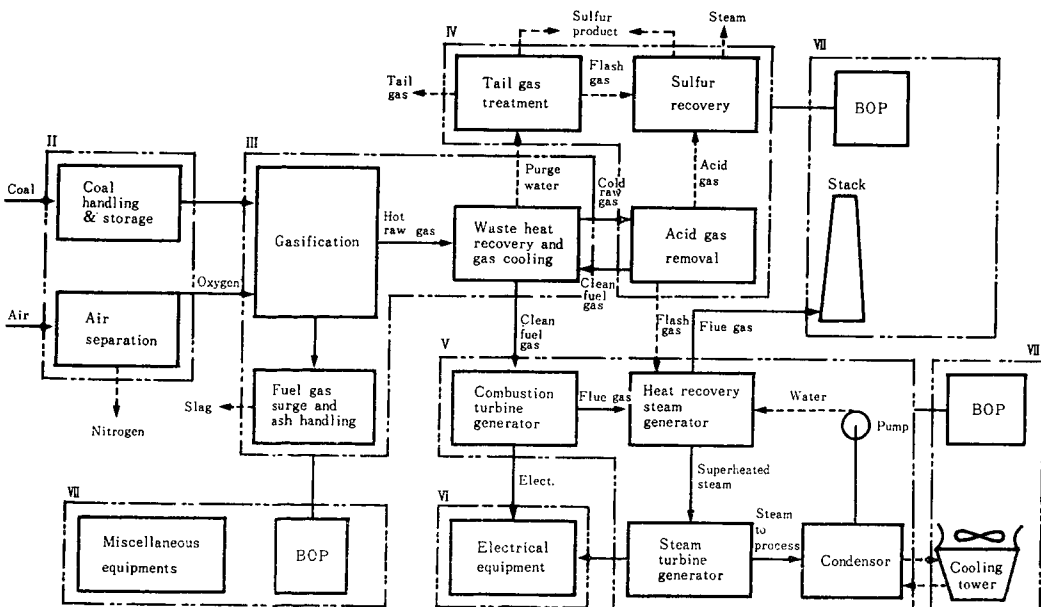 Sulfur
product
Steam
IV
VII
Tail
gas
Tail gas
treatment
Flash
gas
Sulfur
recovery
BOP
II
III
Coal
Coal
handling
& storage
Purge
water
Cold
raw
gas
Acid
gas
Stack
Gasification
Hot
raw gas
Waste heat
recovery and
gas cooling
Acid gas
removal
Oxygen
Clean
fuel
gas
Air
Air
separation
Clean
fuel
gas
Flash
gas
Flue gas
V
VII
Slag
Fuel gas
surge and
ash handling
Combustion
turbine
generator
Flue gas
Heat recovery
steam
generator
Water
Pump
BOP
Nitrogen
Elect.
Superheated
steam
VII
VI
Miscellaneous
equipments
BOP
Electrical
equipment
Steam
turbine
generator
Steam
to
process
Condensor
Cooling
tower